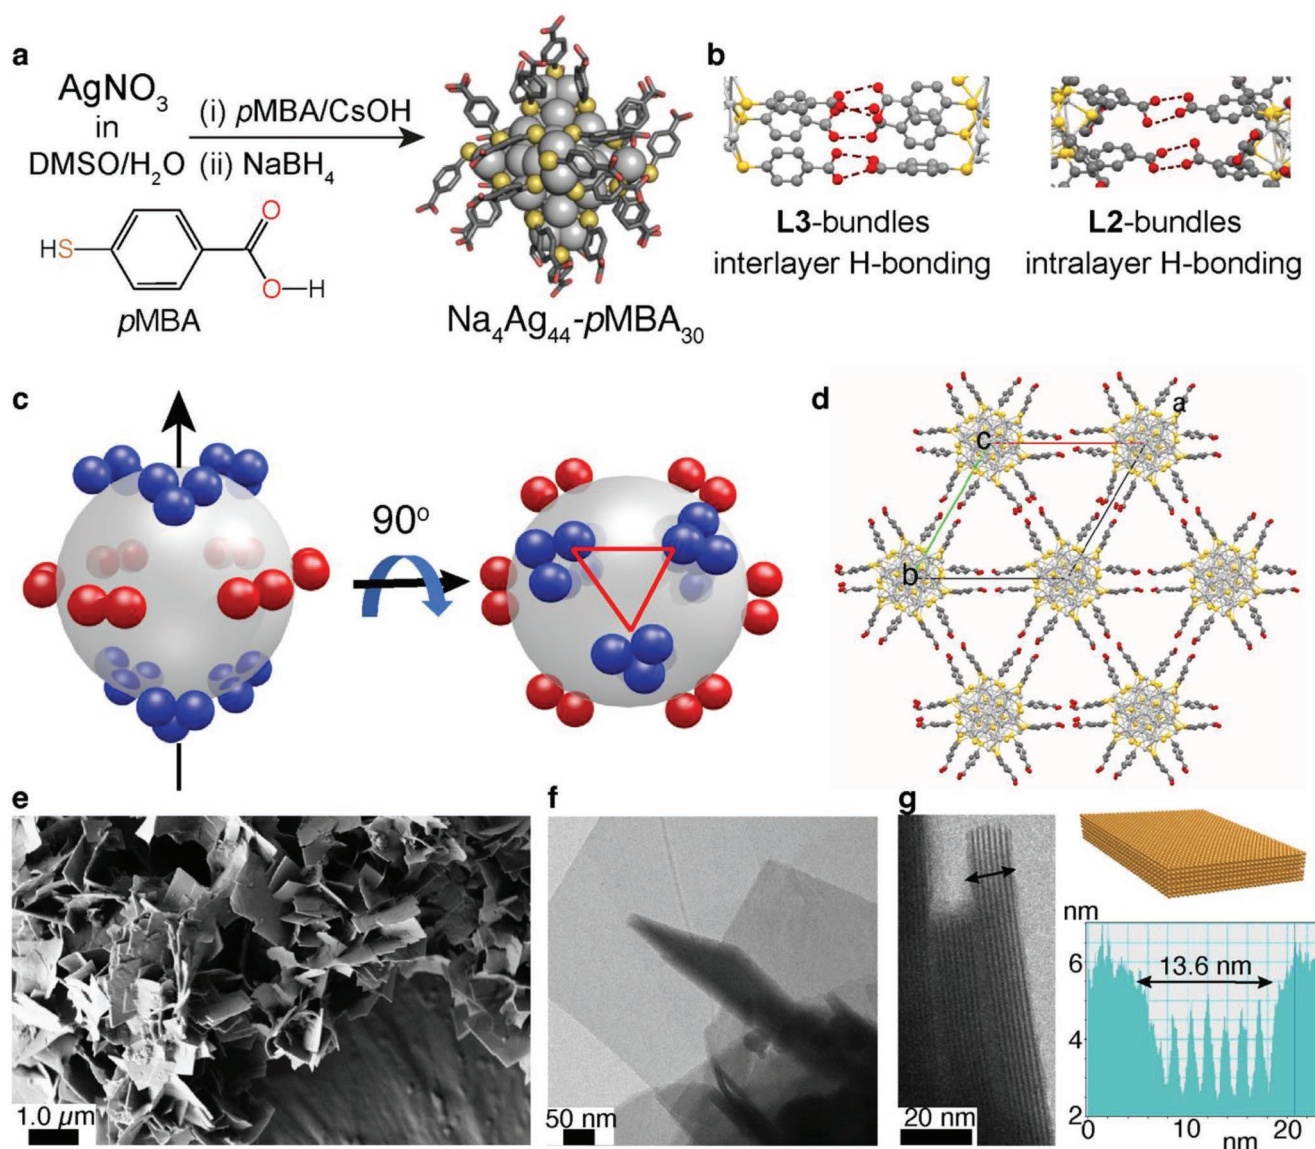 a
AgNO3
in
DMSO/H2O
(i) pMBA/CsOH
(ii) NaBH4
HS
O
O—H
pMBA
Na4Ag44-pMBA30
b
L3-bundles
interlayer H-bonding
L2-bundles
intralayer H-bonding
c
90o
d
a
c
b
e
1.0 µm
f
50 nm
g
20 nm
nm
6
4
2
13.6 nm
0 10 20
nm